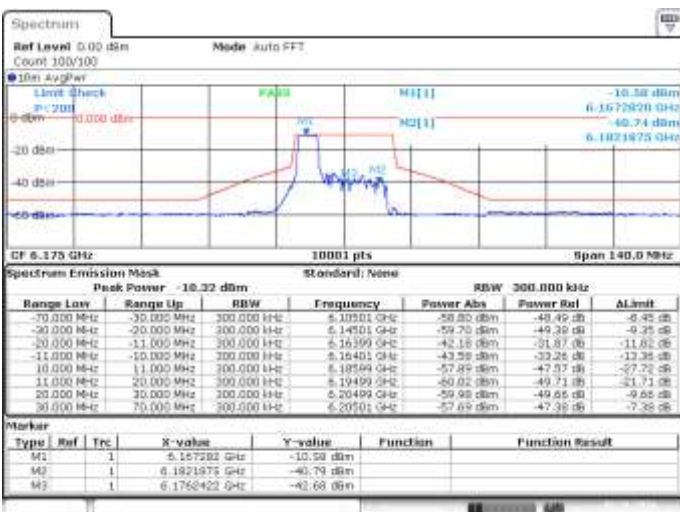 Spectrum
Ref Level 0.00 dBm Mode Auto FFT
Count 100/100
1Rm AvgPwr
Limit Check PASS M1[1] -10.58 dBm
P<200 6.1672820 GHz
0 dBm 0.000 dBm M1 M2[1] -40.74 dBm
6.1821875 GHz
-20 dBm
M3 M2
-40 dBm
-60 dBm
CF 6.175 GHz 10001 pts Span 140.0 MHz
Spectrum Emission Mask Standard: None
Peak Power -10.32 dBm RBW 300.000 kHz
Range Low Range Up RBW Frequency Power Abs Power Rel ΔLimit
-70.000 MHz -30.000 MHz 300.000 kHz 6.10501 GHz -58.80 dBm -48.49 dB -8.45 dB
-30.000 MHz -20.000 MHz 300.000 kHz 6.14501 GHz -59.70 dBm -49.38 dB -9.35 dB
-20.000 MHz -11.000 MHz 300.000 kHz 6.16399 GHz -42.18 dBm -31.87 dB -11.82 dB
-11.000 MHz -10.000 MHz 300.000 kHz 6.16401 GHz -43.58 dBm -33.26 dB -13.36 dB
10.000 MHz 11.000 MHz 300.000 kHz 6.18599 GHz -57.89 dBm -47.57 dB -27.72 dB
11.000 MHz 20.000 MHz 300.000 kHz 6.19499 GHz -60.02 dBm -49.71 dB -21.71 dB
20.000 MHz 30.000 MHz 300.000 kHz 6.20499 GHz -59.98 dBm -49.66 dB -9.66 dB
30.000 MHz 70.000 MHz 300.000 kHz 6.20501 GHz -57.69 dBm -47.38 dB -7.38 dB
Marker
Type Ref Trc X-value Y-value Function Function Result
M1 1 6.167282 GHz -10.58 dBm
M2 1 6.1821875 GHz -40.79 dBm
M3 1 6.1762422 GHz -42.68 dBm